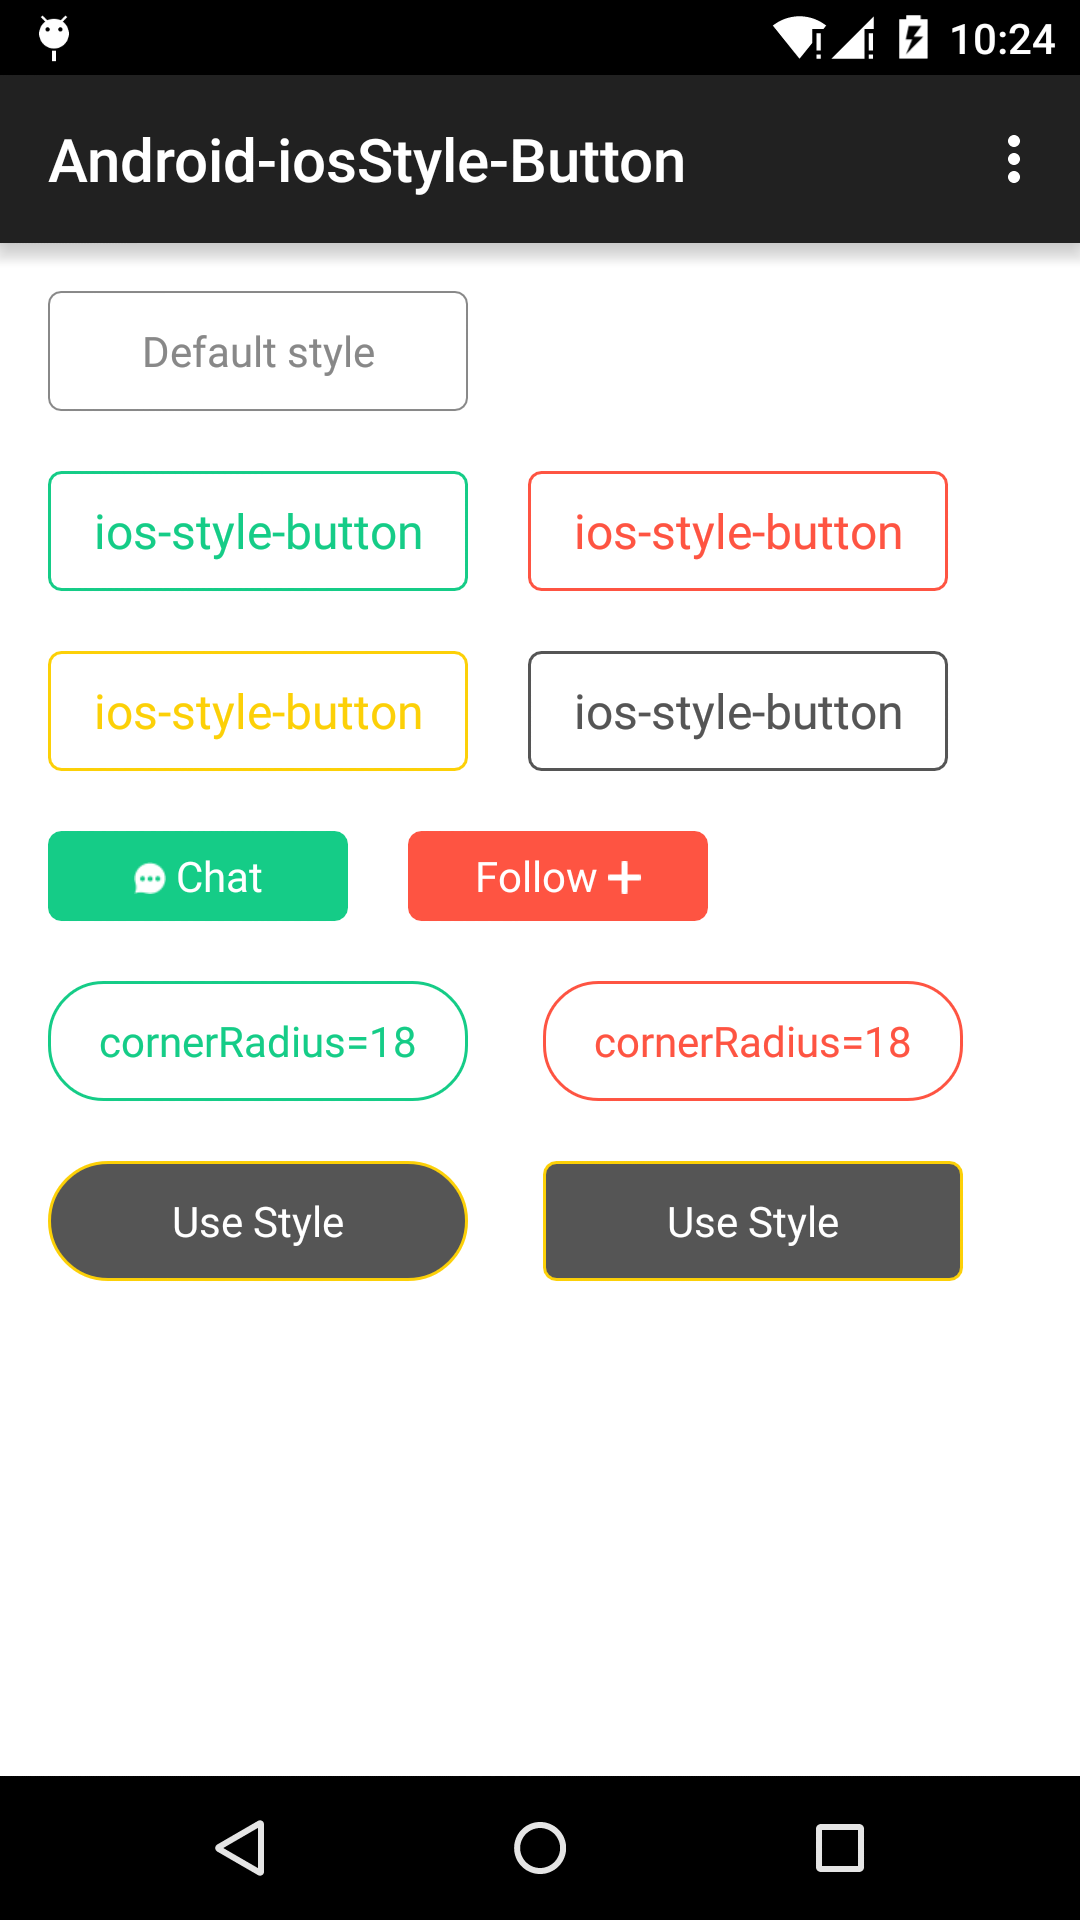 10:24
Android-iosStyle-Button
Default style
ios-style-button ios-style-button
ios-style-button ios-style-button
Chat Follow
cornerRadius=18 cornerRadius=18
Use Style Use Style